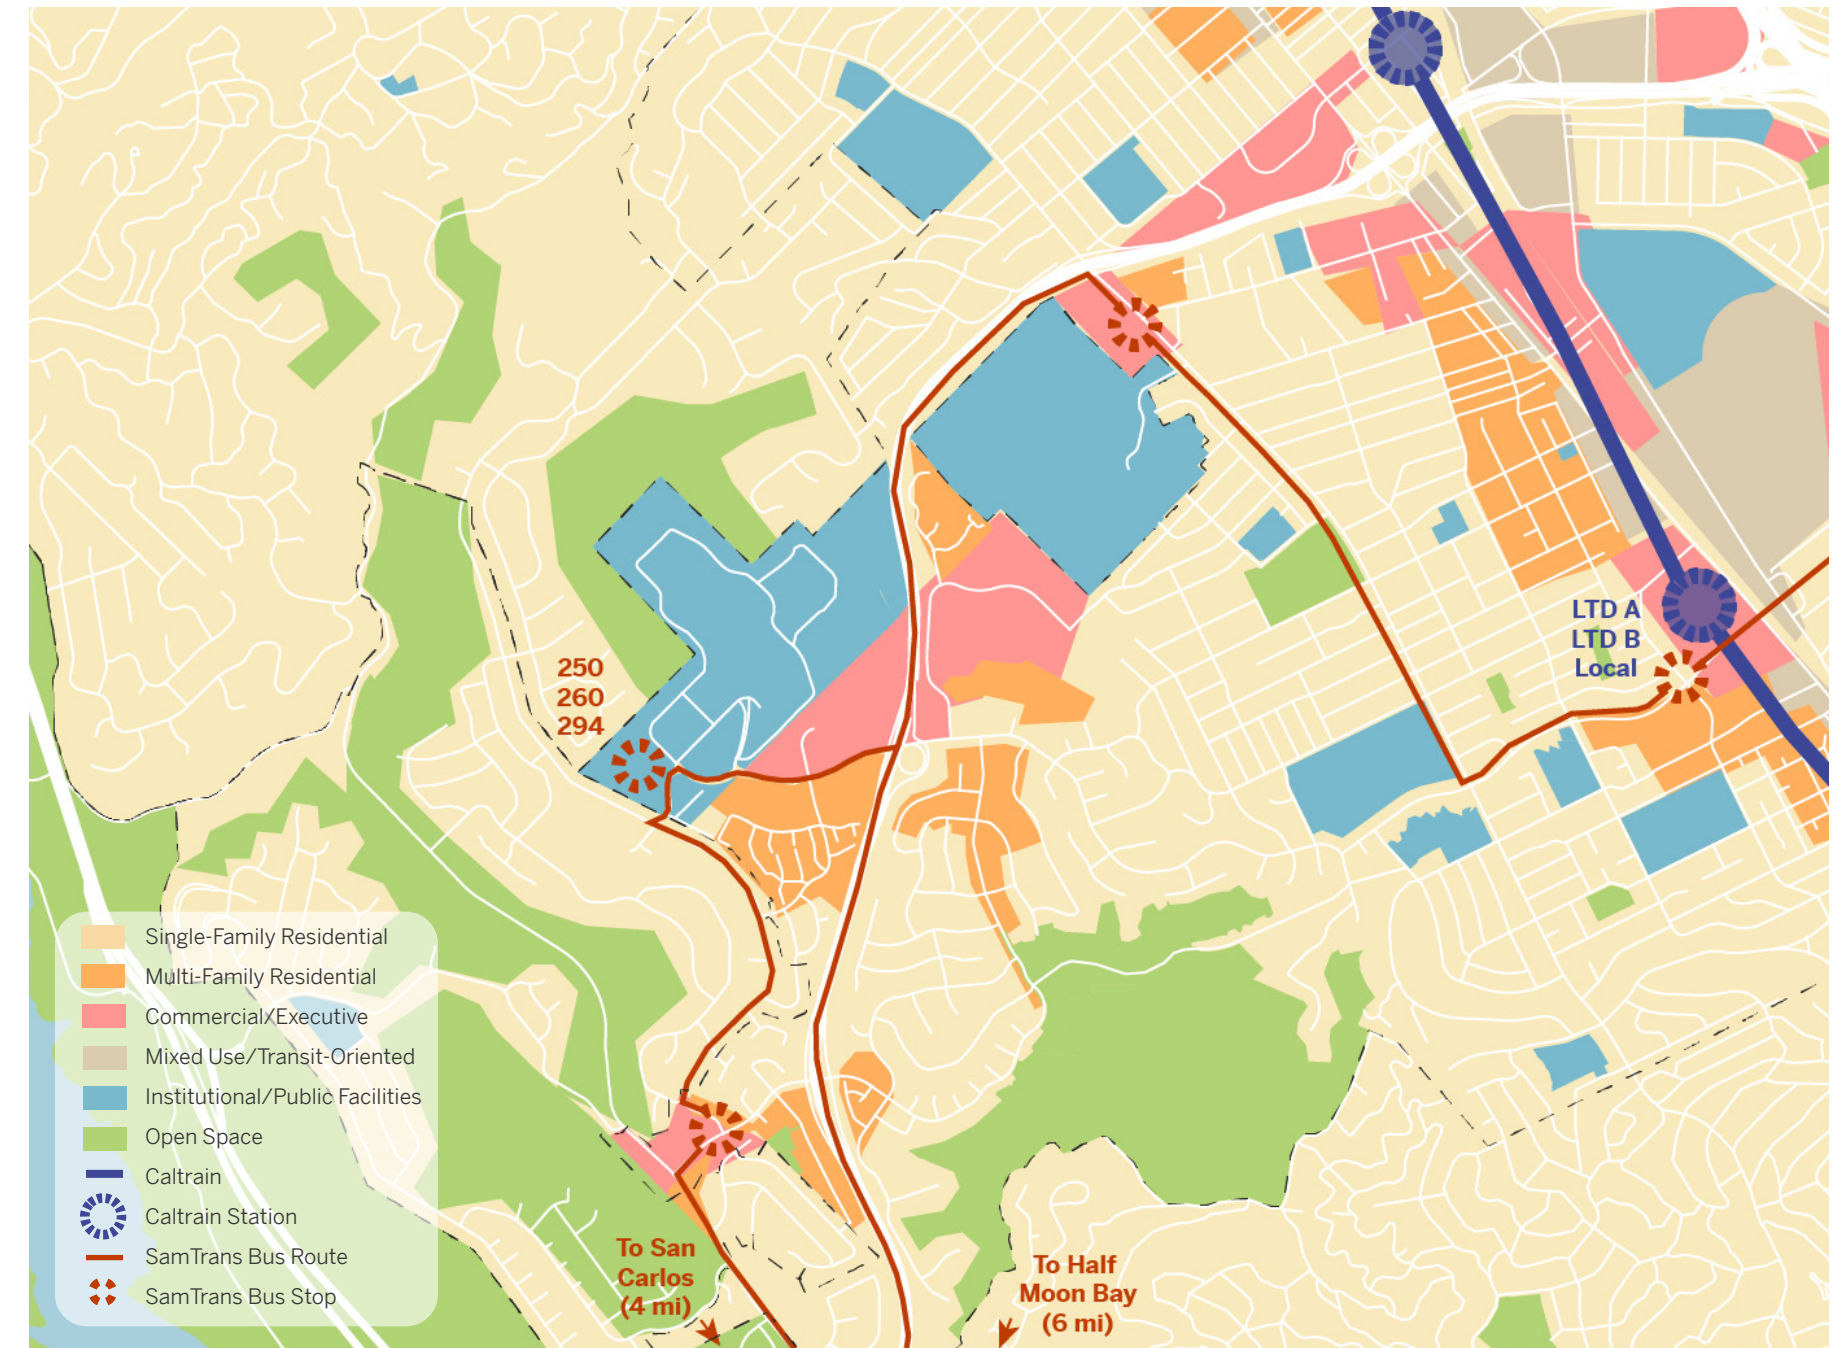 LTD A
LTD B
Local
250
260
294
Single-Family Residential
Multi-Family Residential
Commercial/Executive
Mixed Use/Transit-Oriented
Institutional/Public Facilities
Open Space
Caltrain
Caltrain Station
SamTrans Bus Route
SamTrans Bus Stop
To San
Carlos
(4 mi)
To Half
Moon Bay
(6 mi)